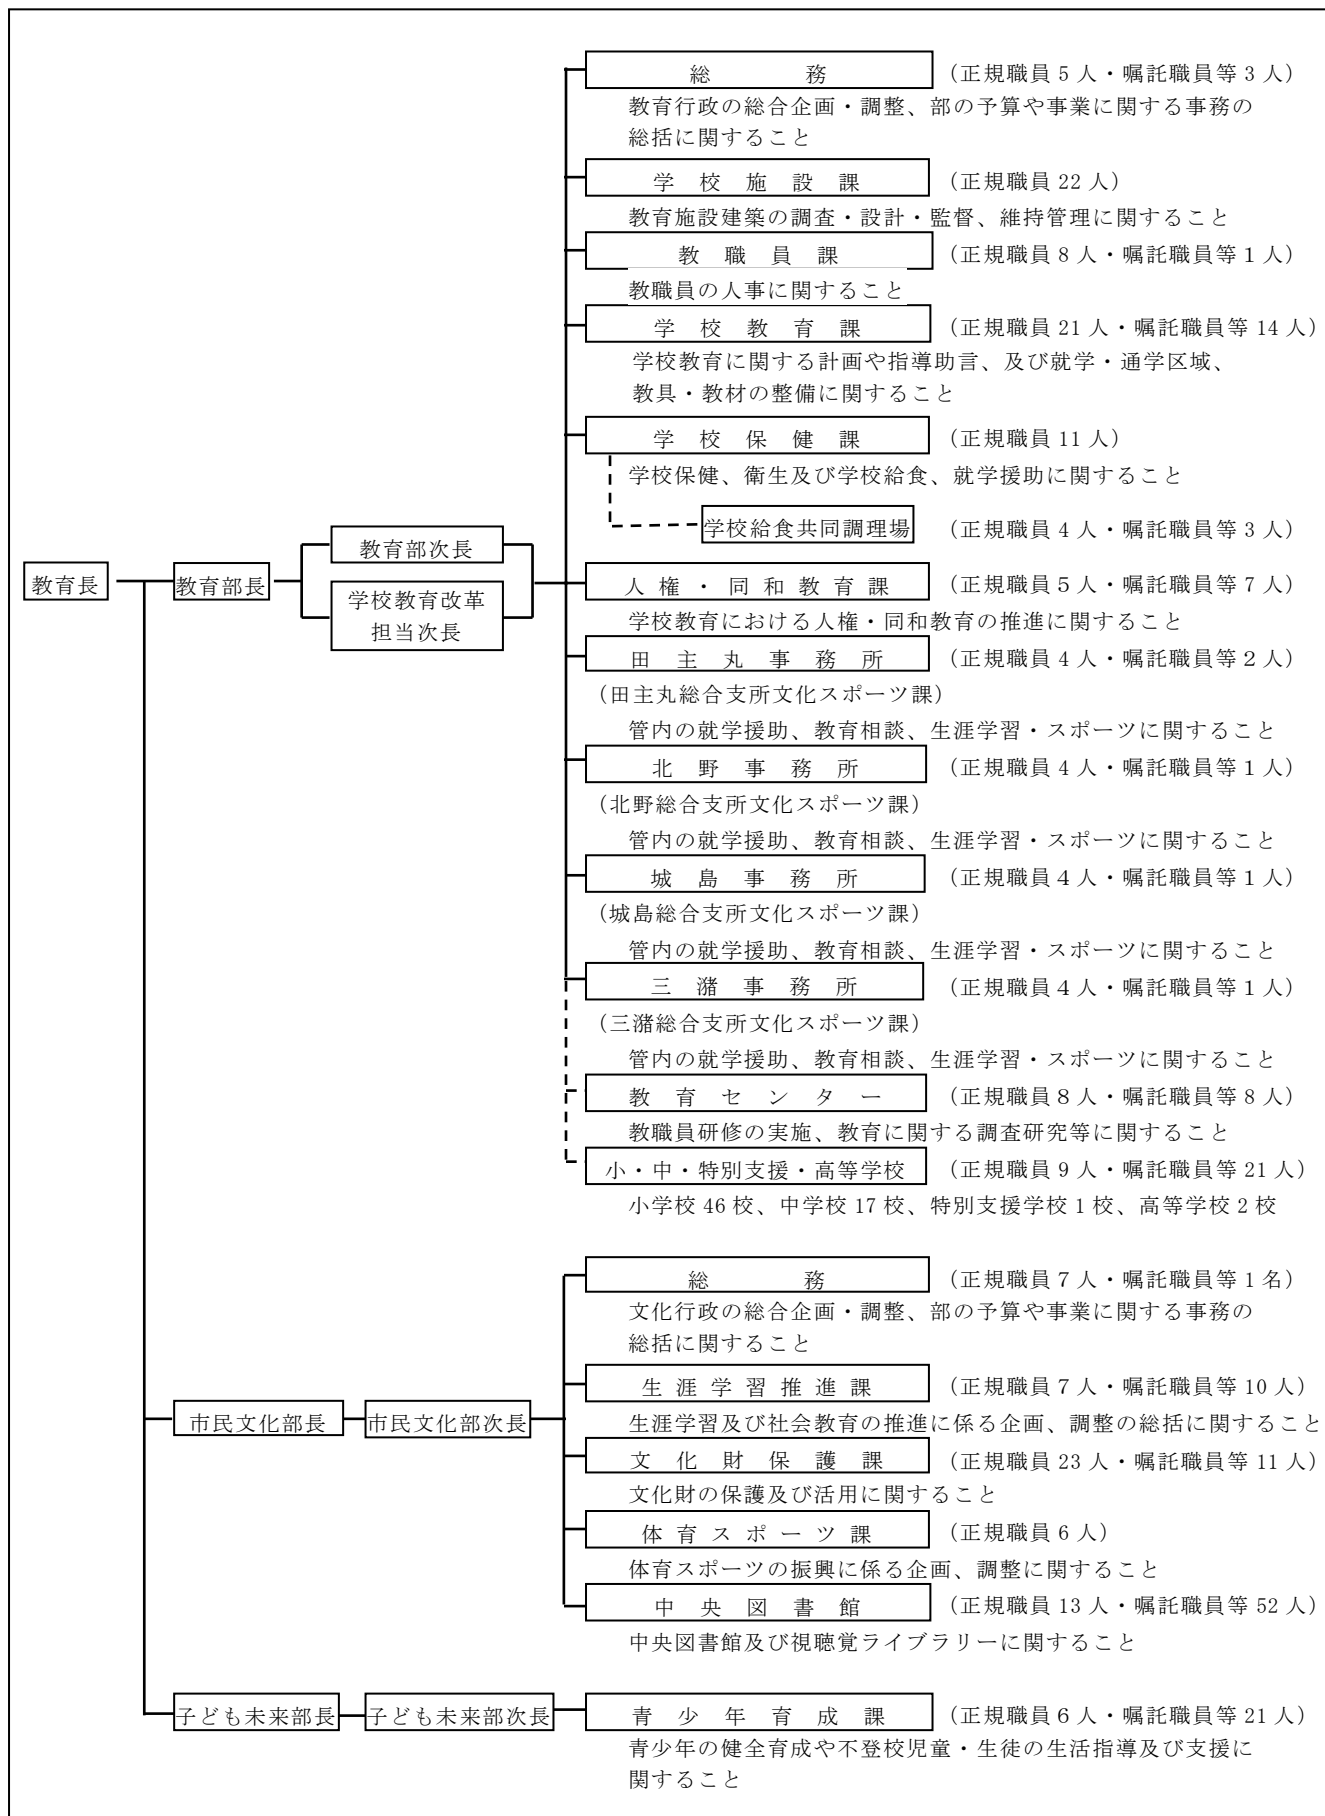 総務 （正規職員 5 人・嘱託職員等 3 人）
教育行政の総合企画・調整、部の予算や事業に関する事務の
総括に関すること
学校施設課 （正規職員 22 人）
教育施設建築の調査・設計・監督、維持管理に関すること
教職員課 （正規職員 8 人・嘱託職員等 1 人）
教職員の人事に関すること
学校教育課 （正規職員 21 人・嘱託職員等 14 人）
学校教育に関する計画や指導助言、及び就学・通学区域、
教具・教材の整備に関すること
学校保健課 （正規職員 11 人）
学校保健、衛生及び学校給食、就学援助に関すること
学校給食共同調理場 （正規職員 4 人・嘱託職員等 3 人）
教育長
教育部長
教育部次長
学校教育改革
担当次長
人権・同和教育課 （正規職員 5 人・嘱託職員等 7 人）
学校教育における人権・同和教育の推進に関すること
田主丸事務所 （正規職員 4 人・嘱託職員等 2 人）
（田主丸総合支所文化スポーツ課）
管内の就学援助、教育相談、生涯学習・スポーツに関すること
北野事務所 （正規職員 4 人・嘱託職員等 1 人）
（北野総合支所文化スポーツ課）
管内の就学援助、教育相談、生涯学習・スポーツに関すること
城島事務所 （正規職員 4 人・嘱託職員等 1 人）
（城島総合支所文化スポーツ課）
管内の就学援助、教育相談、生涯学習・スポーツに関すること
三潴事務所 （正規職員 4 人・嘱託職員等 1 人）
（三潴総合支所文化スポーツ課）
管内の就学援助、教育相談、生涯学習・スポーツに関すること
教育センター （正規職員 8 人・嘱託職員等 8 人）
教職員研修の実施、教育に関する調査研究等に関すること
小・中・特別支援・高等学校 （正規職員 9 人・嘱託職員等 21 人）
小学校 46 校、中学校 17 校、特別支援学校 1 校、高等学校 2 校
総務 （正規職員 7 人・嘱託職員等 1 名）
文化行政の総合企画・調整、部の予算や事業に関する事務の
総括に関すること
生涯学習推進課 （正規職員 7 人・嘱託職員等 10 人）
市民文化部長
市民文化部次長
生涯学習及び社会教育の推進に係る企画、調整の総括に関すること
文化財保護課 （正規職員 23 人・嘱託職員等 11 人）
文化財の保護及び活用に関すること
体育スポーツ課 （正規職員 6 人）
体育スポーツの振興に係る企画、調整に関すること
中央図書館 （正規職員 13 人・嘱託職員等 52 人）
中央図書館及び視聴覚ライブラリーに関すること
子ども未来部長
子ども未来部次長
青少年育成課 （正規職員 6 人・嘱託職員等 21 人）
青少年の健全育成や不登校児童・生徒の生活指導及び支援に
関すること